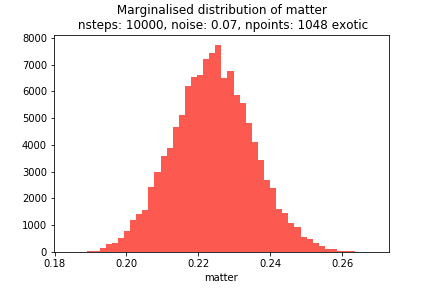 Marginalised distribution of matter
nsteps: 10000, noise: 0.07, npoints: 1048 exotic
8000
7000
6000
5000
4000
3000
2000
1000
0
0.18 0.20 0.22 0.24 0.26
matter